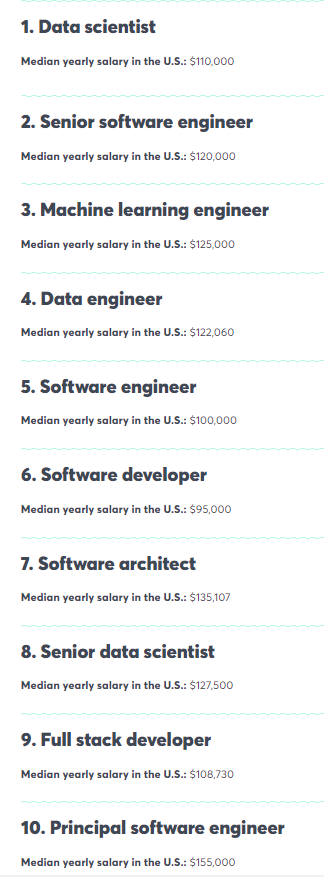 1. Data scientist
Median yearly salary in the U.S.: $110,000
2. Senior software engineer
Median yearly salary in the U.S.: $120,000
3. Machine learning engineer
Median yearly salary in the U.S.: $125,000
4. Data engineer
Median yearly salary in the U.S.: $122,060
5. Software engineer
Median yearly salary in the U.S.: $100,000
6. Software developer
Median yearly salary in the U.S.: $95,000
7. Software architect
Median yearly salary in the U.S.: $135,107
8. Senior data scientist
Median yearly salary in the U.S.: $127,500
9. Full stack developer
Median yearly salary in the U.S.: $108,730
10. Principal software engineer
Median yearly salary in the U.S.: $155,000